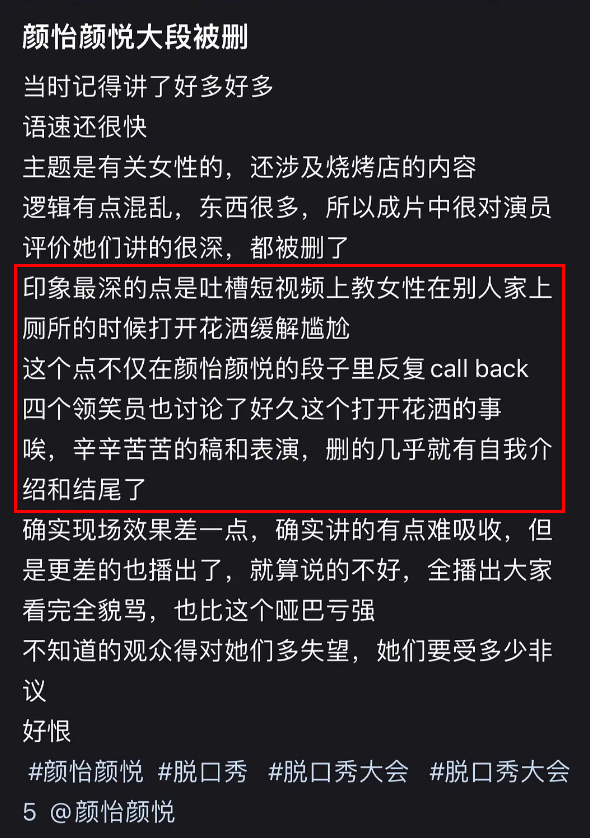 颜怡颜悦大段被删
当时记得讲了好多好多
语速还很快
主题是有关女性的，还涉及烧烤店的内容
逻辑有点混乱，东西很多，所以成片中很对演员
评价她们讲的很深，都被删了
印象最深的点是吐槽短视频上教女性在别人家上
厕所的时候打开花洒缓解尴尬
这个点不仅在颜怡颜悦的段子里反复call back
四个领笑员也讨论了好久这个打开花洒的事
唉，辛辛苦苦的稿和表演，删的几乎就有自我介
绍和结尾了
确实现场效果差一点，确实讲的有点难吸收，但
是更差的也播出了，就算说的不好，全播出大家
看完全貌骂，也比这个哑巴亏强
不知道的观众得对她们多失望，她们要受多少非
议
好恨
#颜怡颜悦 #脱口秀 #脱口秀大会 #脱口秀大会
5 @颜怡颜悦